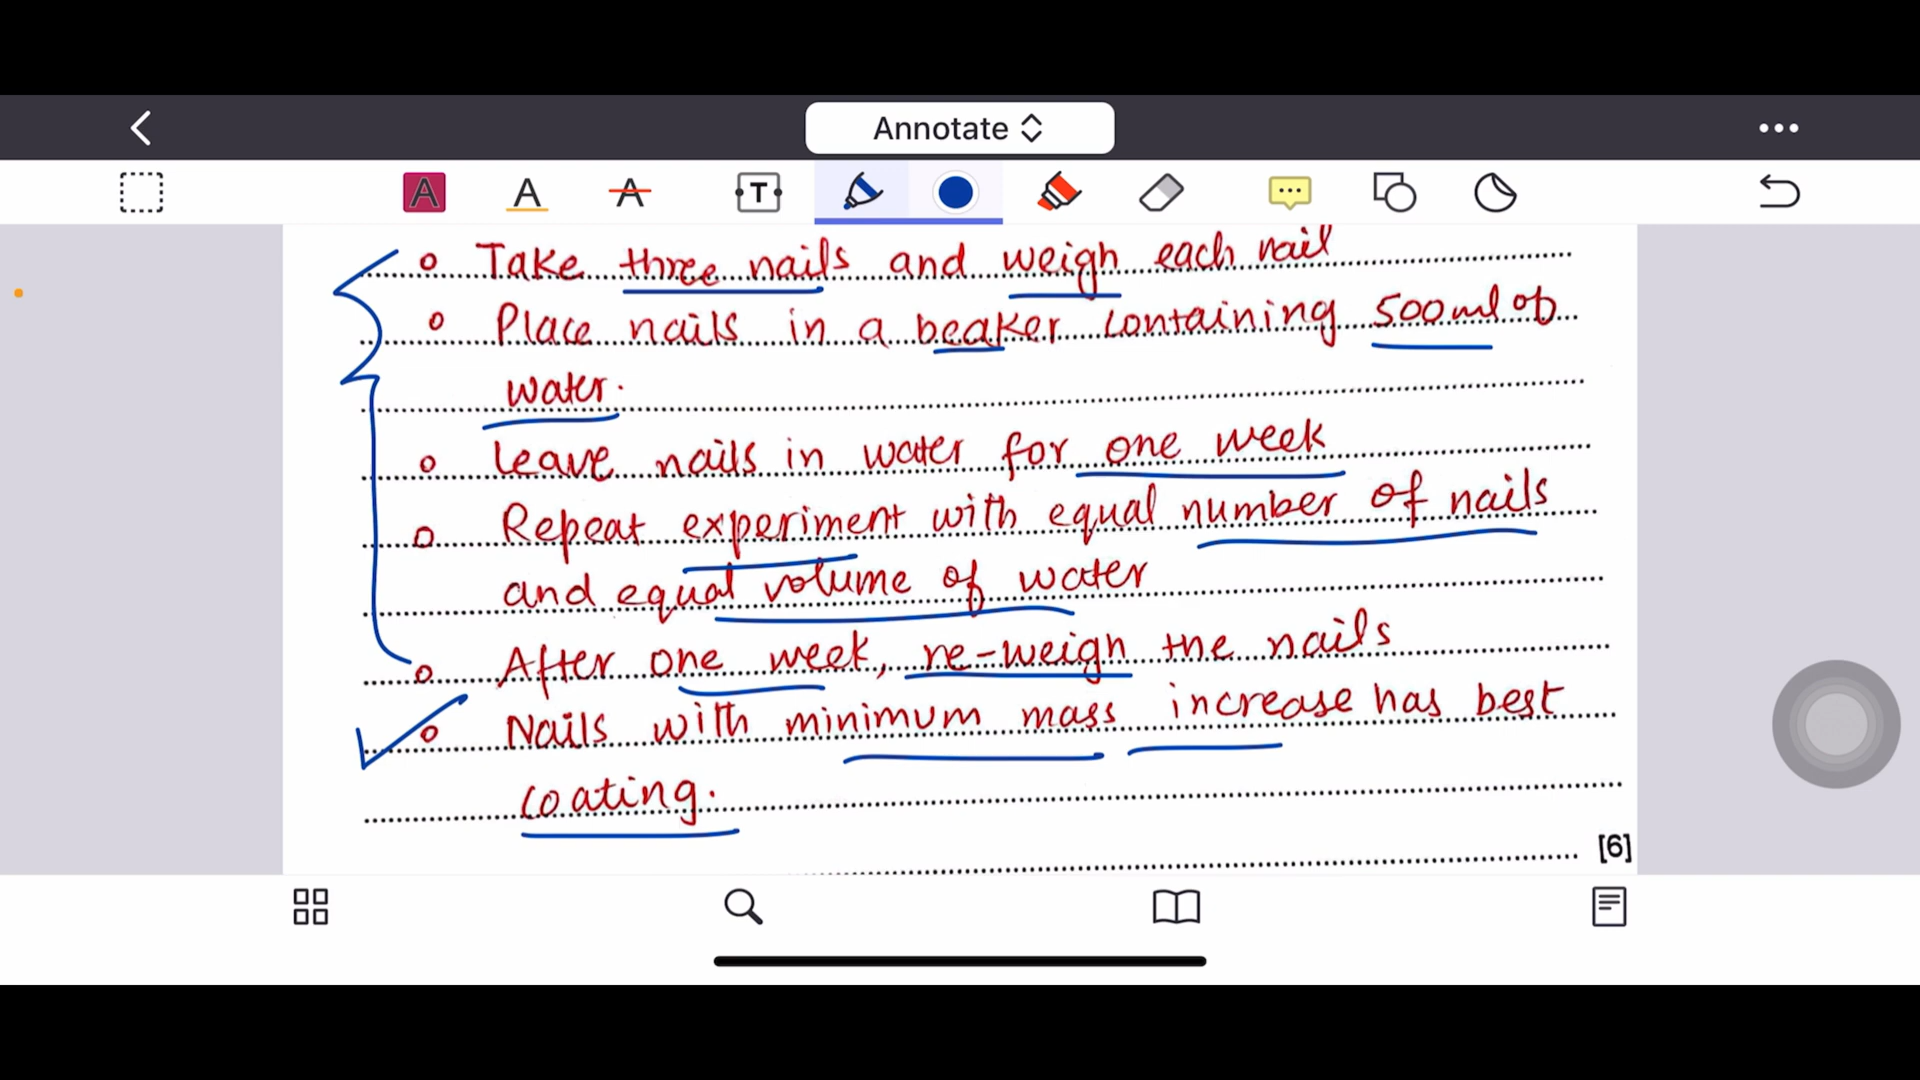 Annotate
A A A T
Take three nails and weigh each nail
Place nails in a beaker containing 500ml of
water.
Leave nails in water for one week
Repeat experiment with equal number of nails
and equal volume of water
After one week, re-weigh the nails
Nails with minimum mass increase has best
coating.
[6]